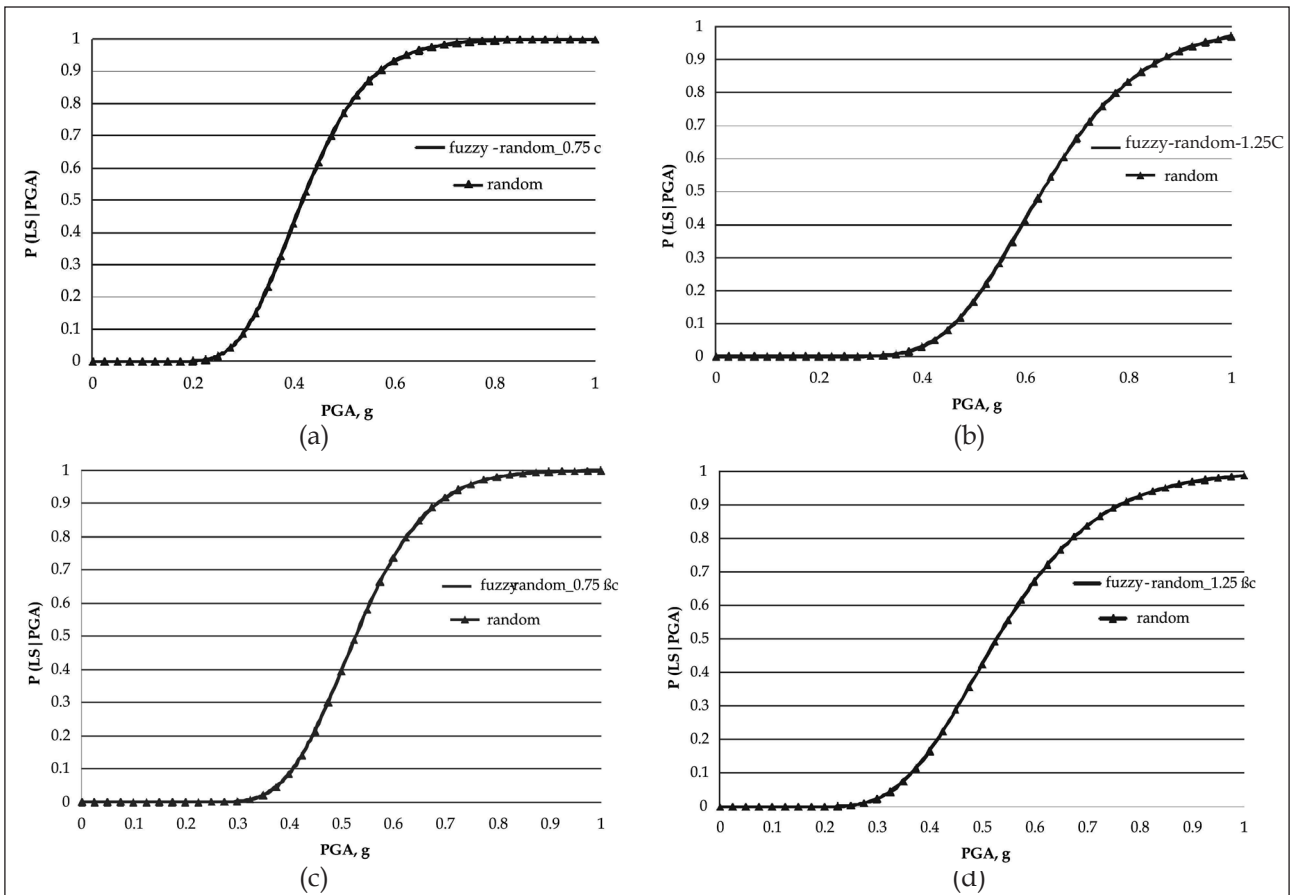 1
0.9
0.8
0.7
0.6
0.5
0.4
0.3
0.2
0.1
0
P (LS|PGA)
fuzzy -random_0.75 c
random
0 0.2 0.4 0.6 0.8 1
PGA, g
(a)
1
0.9
0.8
0.7
0.6
0.5
0.4
0.3
0.2
0.1
0
P (LS|PGA)
fuzzy-random-1.25C
random
0 0.2 0.4 0.6 0.8 1
PGA, g
(b)
1
0.9
0.8
0.7
0.6
0.5
0.4
0.3
0.2
0.1
0
P (LS|PGA)
fuzzy-random_0.75 ßc
random
0 0.1 0.2 0.3 0.4 0.5 0.6 0.7 0.8 0.9 1
PGA, g
(c)
1
0.9
0.8
0.7
0.6
0.5
0.4
0.3
0.2
0.1
0
P (LS|PGA)
fuzzy-random_1.25 ßc
random
0 0.1 0.2 0.3 0.4 0.5 0.6 0.7 0.8 0.9 1
PGA, g
(d)